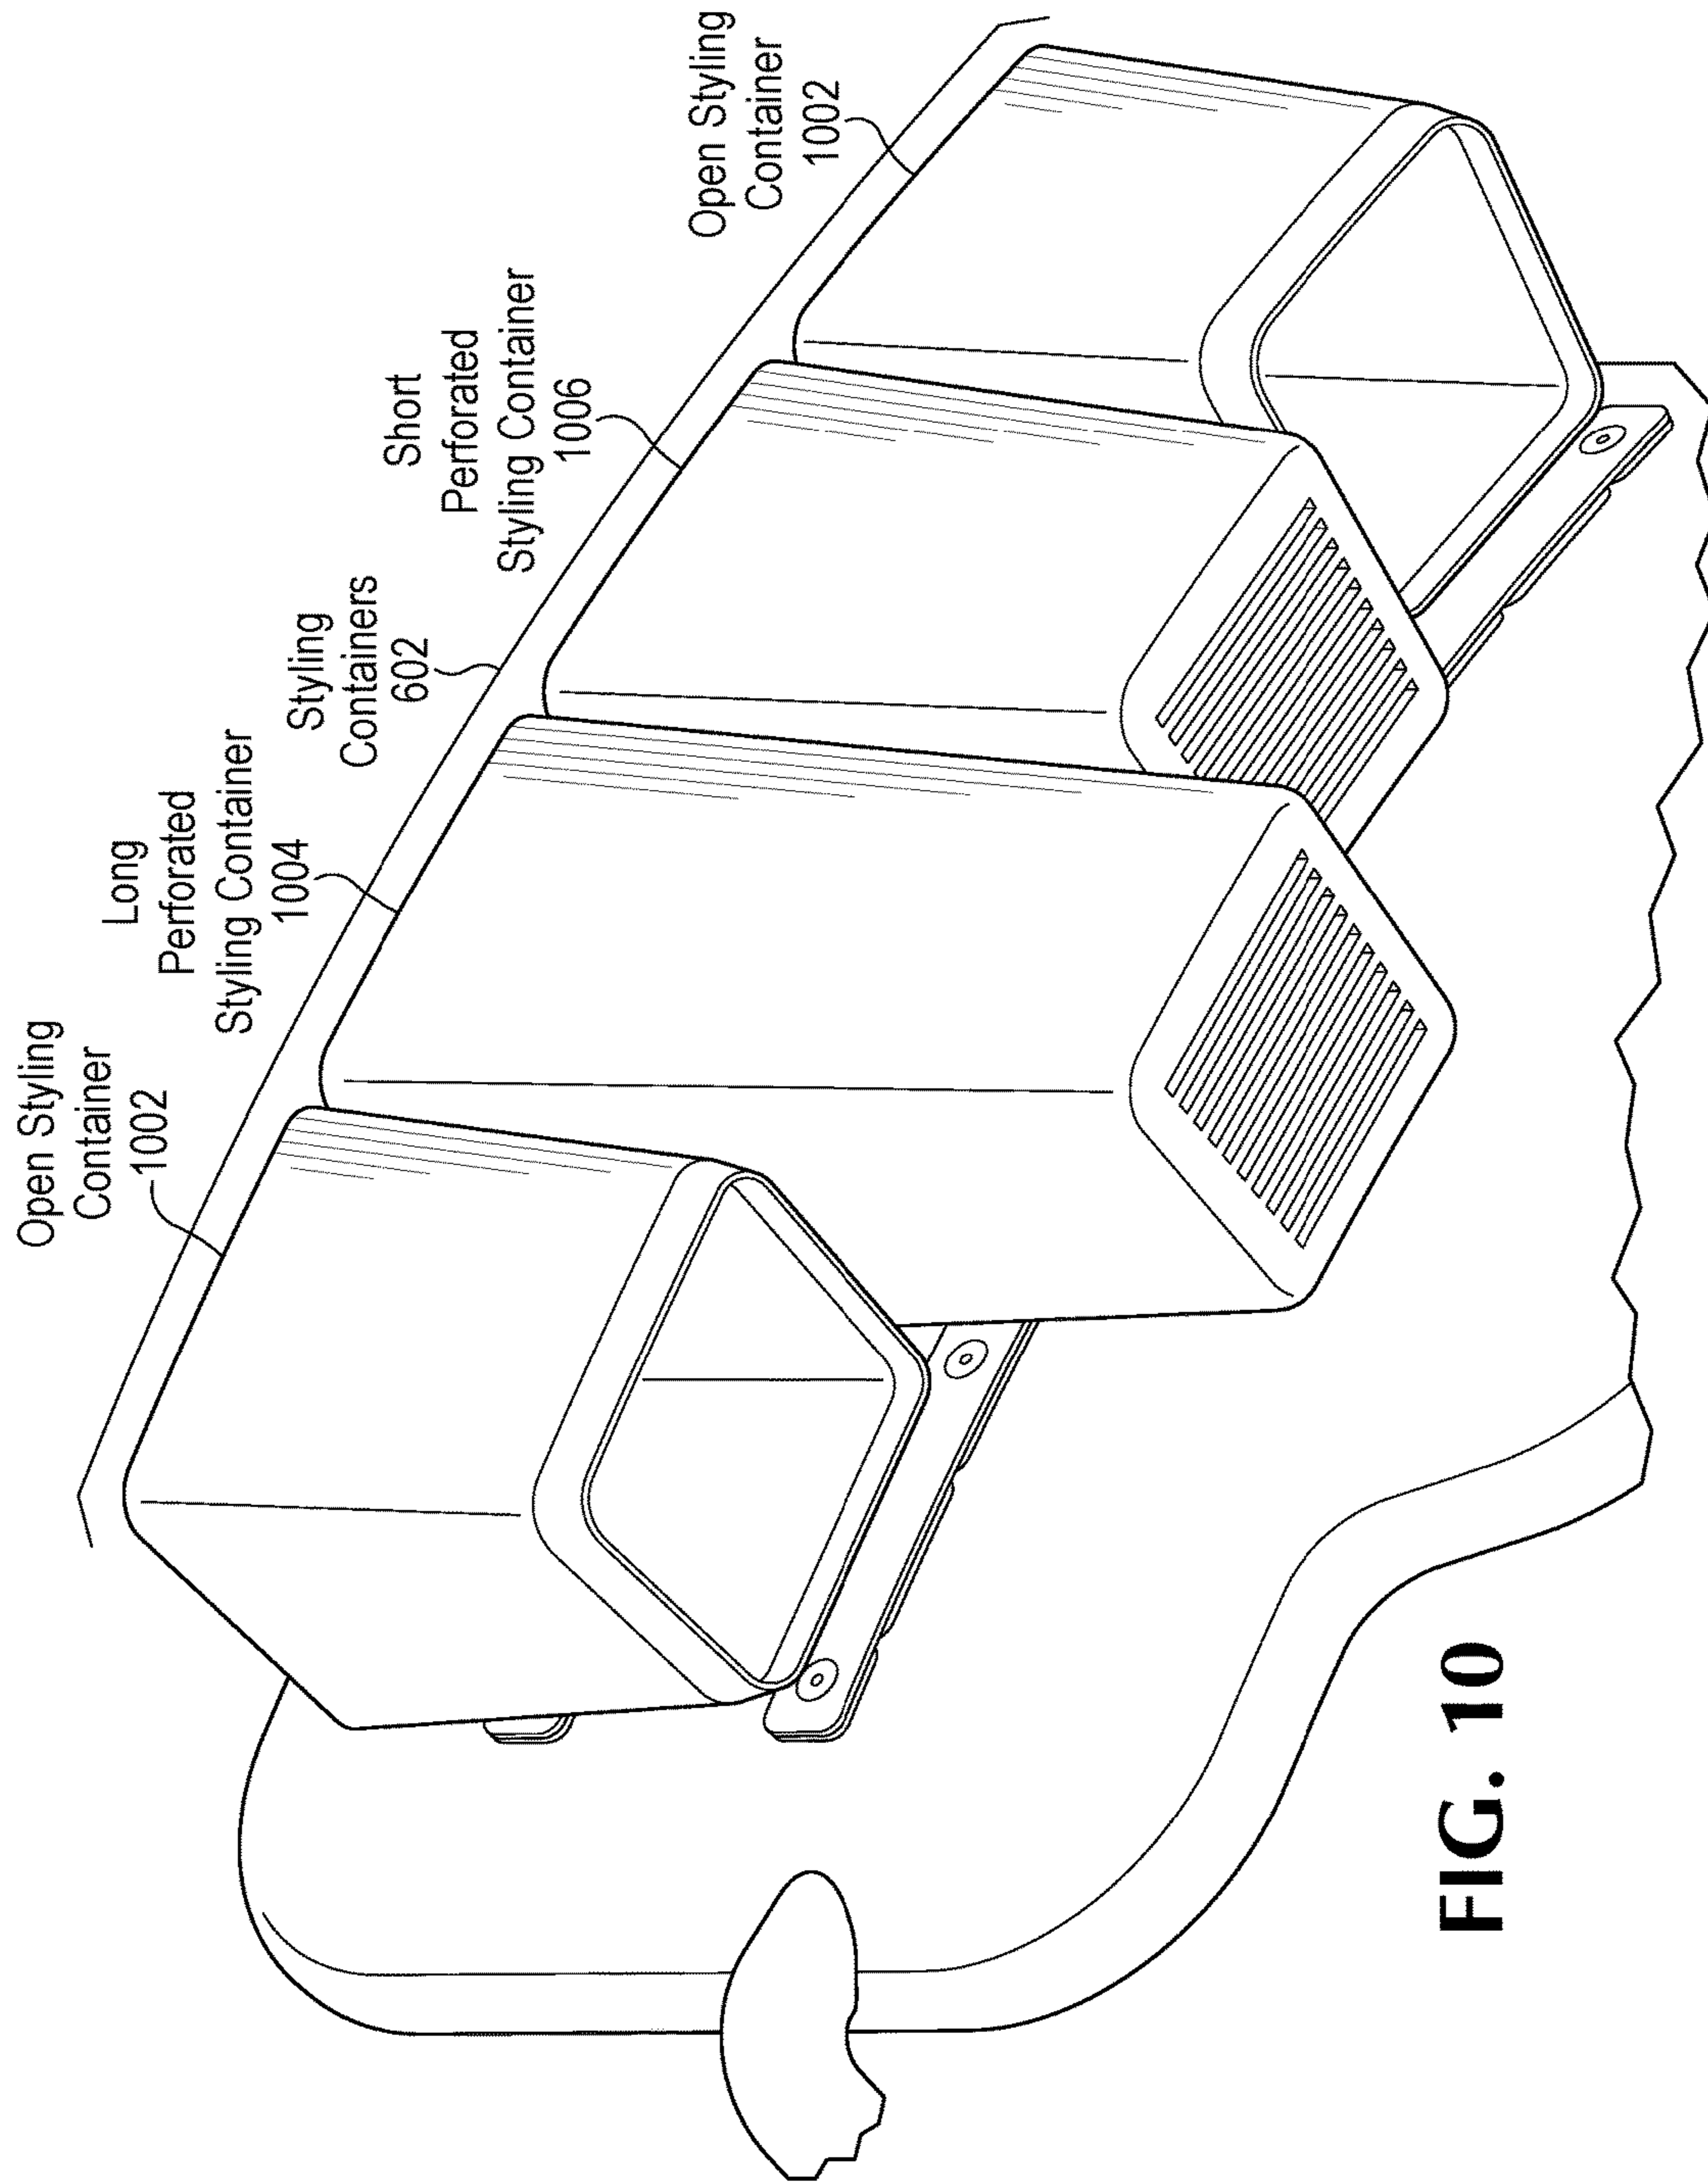 Open Styling
Container
1002
Long
Perforated
Styling Container
1004
Styling
Containers
602
Short
Perforated
Styling Container
1006
Open Styling
Container
1002
FIG. 10